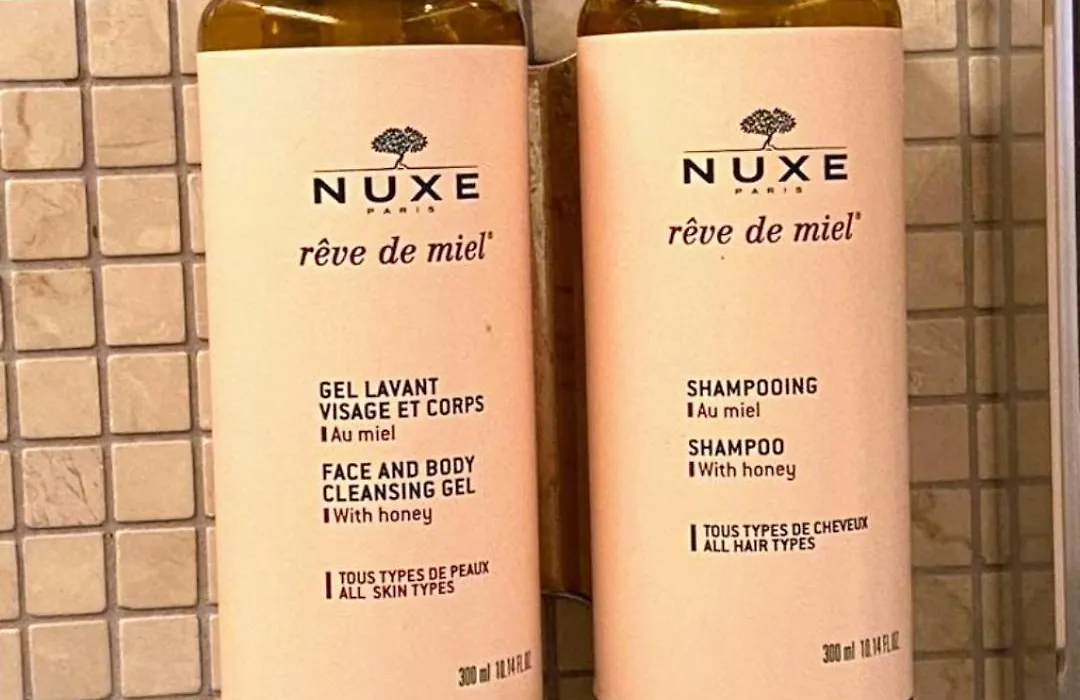 NUXE
PARIS
rêve de miel®
GEL LAVANT
VISAGE ET CORPS
Au miel
FACE AND BODY
CLEANSING GEL
With honey
TOUS TYPES DE PEAUX
ALL SKIN TYPES
300 ml 10.14 FL.OZ.
NUXE
PARIS
rêve de miel®
SHAMPOOING
Au miel
SHAMPOO
With honey
TOUS TYPES DE CHEVEUX
ALL HAIR TYPES
300 ml 10.14 FL.OZ.